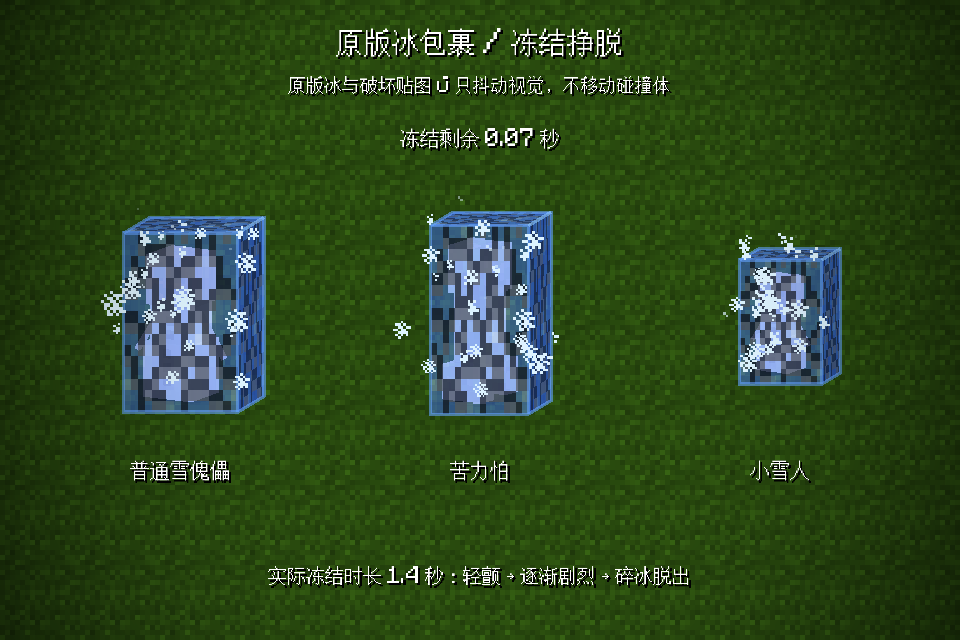 原版冰包裹 / 冻结挣脱
原版冰与破坏贴图 Ü 只抖动视觉，不移动碰撞体
冻结剩余 0.07 秒
普通雪傀儡
苦力怕
小雪人
实际冻结时长 1.4 秒：轻颤 → 逐渐剧烈 → 碎冰脱出